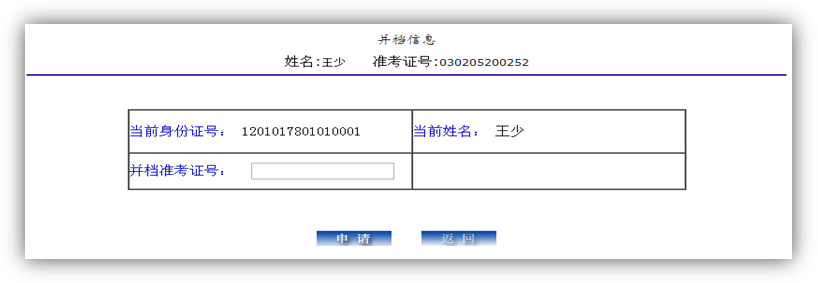 并档信息
姓名:王少 准考证号:030205200252
当前身份证号： 1201017801010001 当前姓名： 王少
并档准考证号：
申 请 返 回